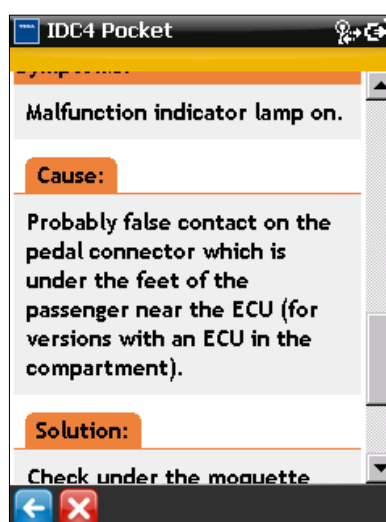 TEXA IDC4 Pocket
Symptoms:
Malfunction indicator lamp on.
Cause:
Probably false contact on the
pedal connector which is
under the feet of the
passenger near the ECU (for
versions with an ECU in the
compartment).
Solution:
Check under the moquette